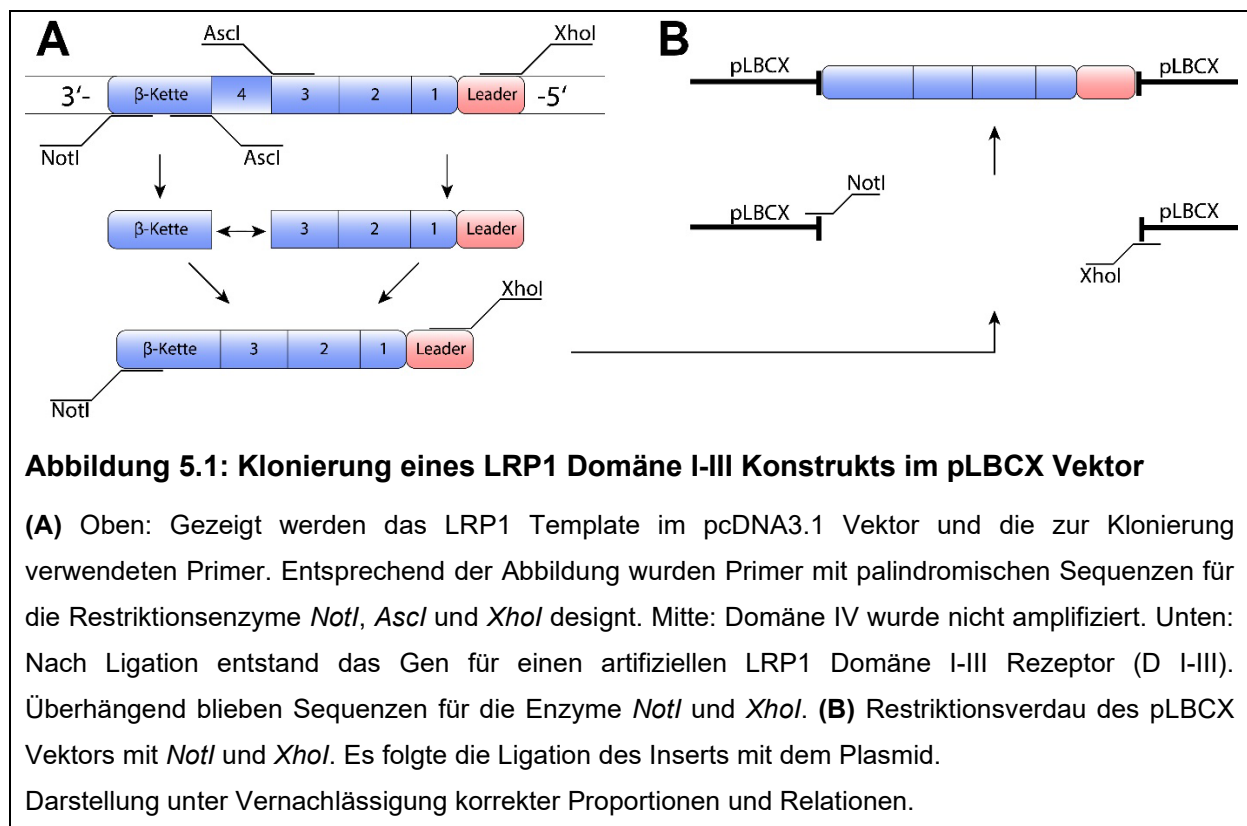 A
AscI
XhoI
3‘-
β-Kette
4
3
2
1
Leader
-5‘
NotI
AscI
β-Kette
3
2
1
Leader
XhoI
β-Kette
3
2
1
Leader
NotI
B
pLBCX
pLBCX
NotI
pLBCX
pLBCX
XhoI
Abbildung 5.1: Klonierung eines LRP1 Domäne I-III Konstrukts im pLBCX Vektor
(A) Oben: Gezeigt werden das LRP1 Template im pcDNA3.1 Vektor und die zur Klonierung
verwendeten Primer. Entsprechend der Abbildung wurden Primer mit palindromischen Sequenzen für
die Restriktionsenzyme NotI, AscI und XhoI designt. Mitte: Domäne IV wurde nicht amplifiziert. Unten:
Nach Ligation entstand das Gen für einen artifiziellen LRP1 Domäne I-III Rezeptor (D I-III).
Überhängend blieben Sequenzen für die Enzyme NotI und XhoI. (B) Restriktionsverdau des pLBCX
Vektors mit NotI und XhoI. Es folgte die Ligation des Inserts mit dem Plasmid.
Darstellung unter Vernachlässigung korrekter Proportionen und Relationen.